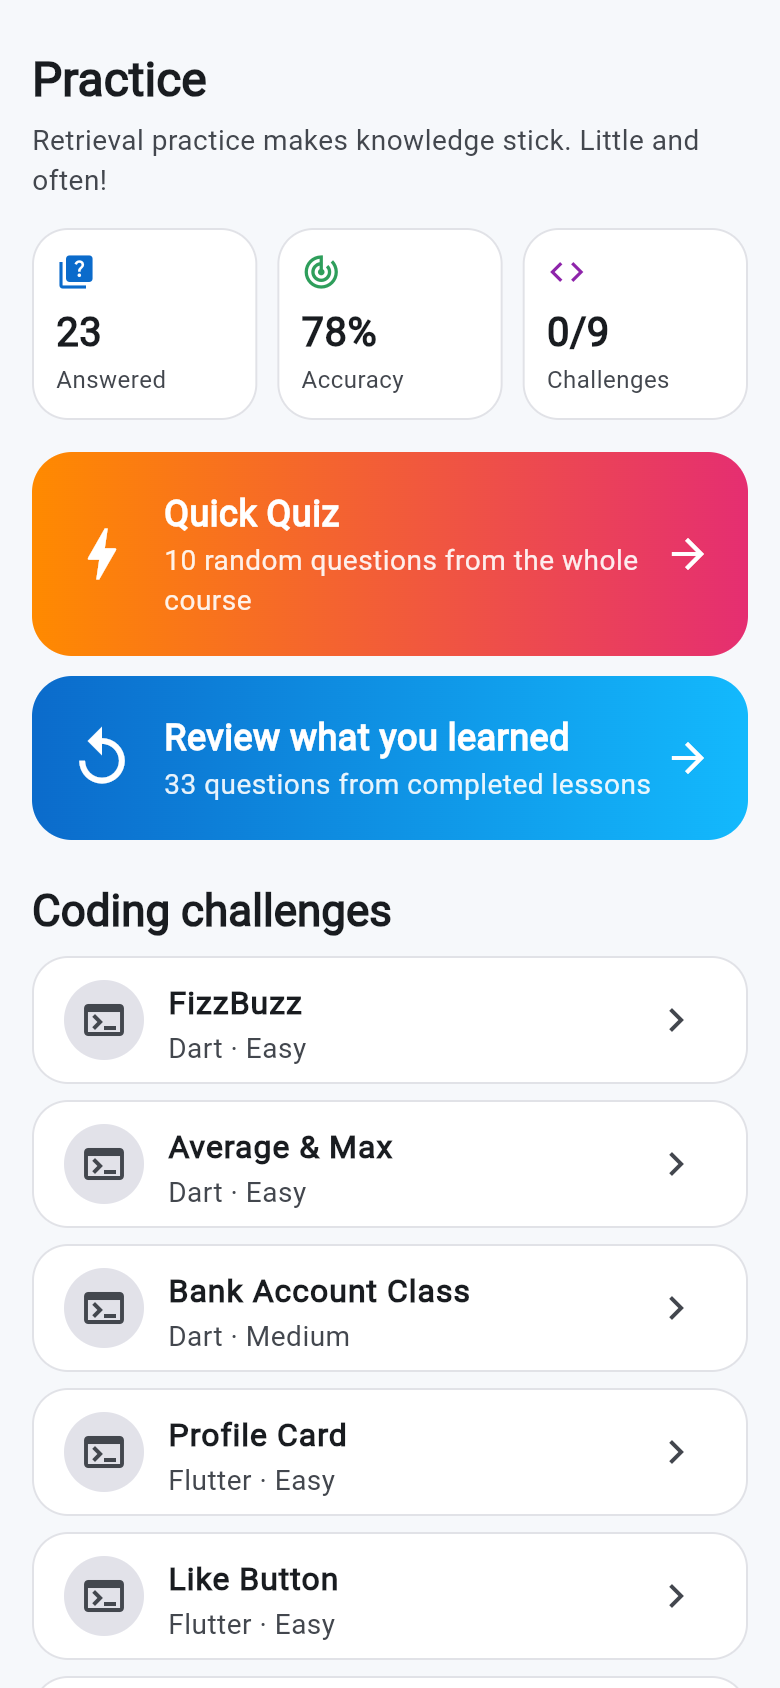 Practice
Retrieval practice makes knowledge stick. Little and
often!
23
Answered
78%
Accuracy
0/9
Challenges
Quick Quiz
10 random questions from the whole
course
Review what you learned
33 questions from completed lessons
Coding challenges
FizzBuzz
Dart · Easy
Average & Max
Dart · Easy
Bank Account Class
Dart · Medium
Profile Card
Flutter · Easy
Like Button
Flutter · Easy